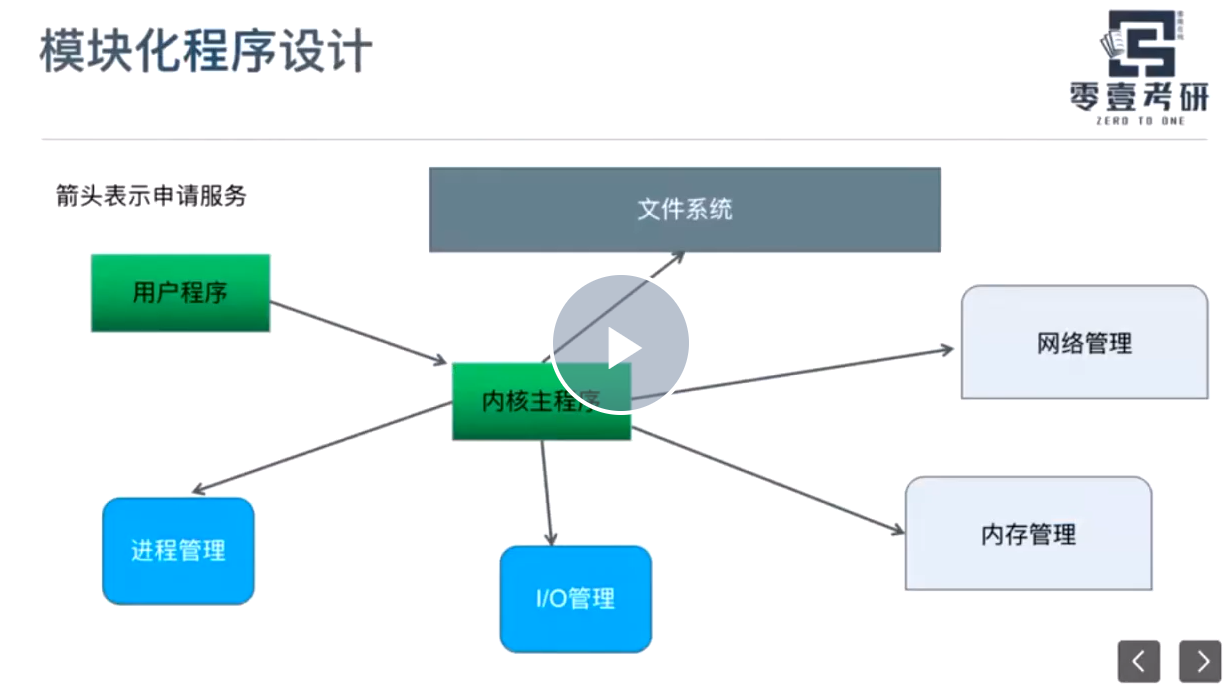 模块化程序设计
零壹考研
ZERO TO ONE
箭头表示申请服务
文件系统
用户程序
网络管理
内核主程序
内存管理
进程管理
I/O管理